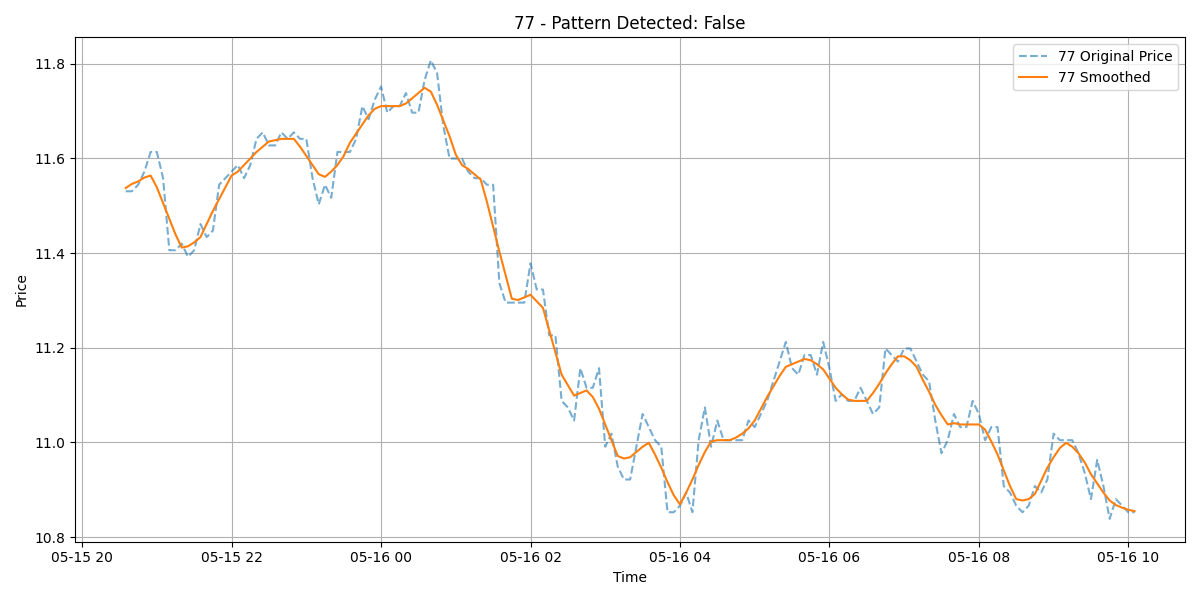 77 - Pattern Detected: False
77 Original Price
77 Smoothed
Price
11.8
11.6
11.4
11.2
11.0
10.8
05-15 20
05-15 22
05-16 00
05-16 02
05-16 04
05-16 06
05-16 08
05-16 10
Time